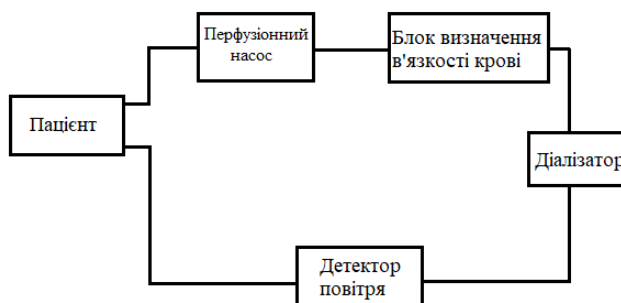 Перфузіонний
насос
Блок визначення
в'язкості крові
Пацієнт
Діалізатор
Детектор
повітря